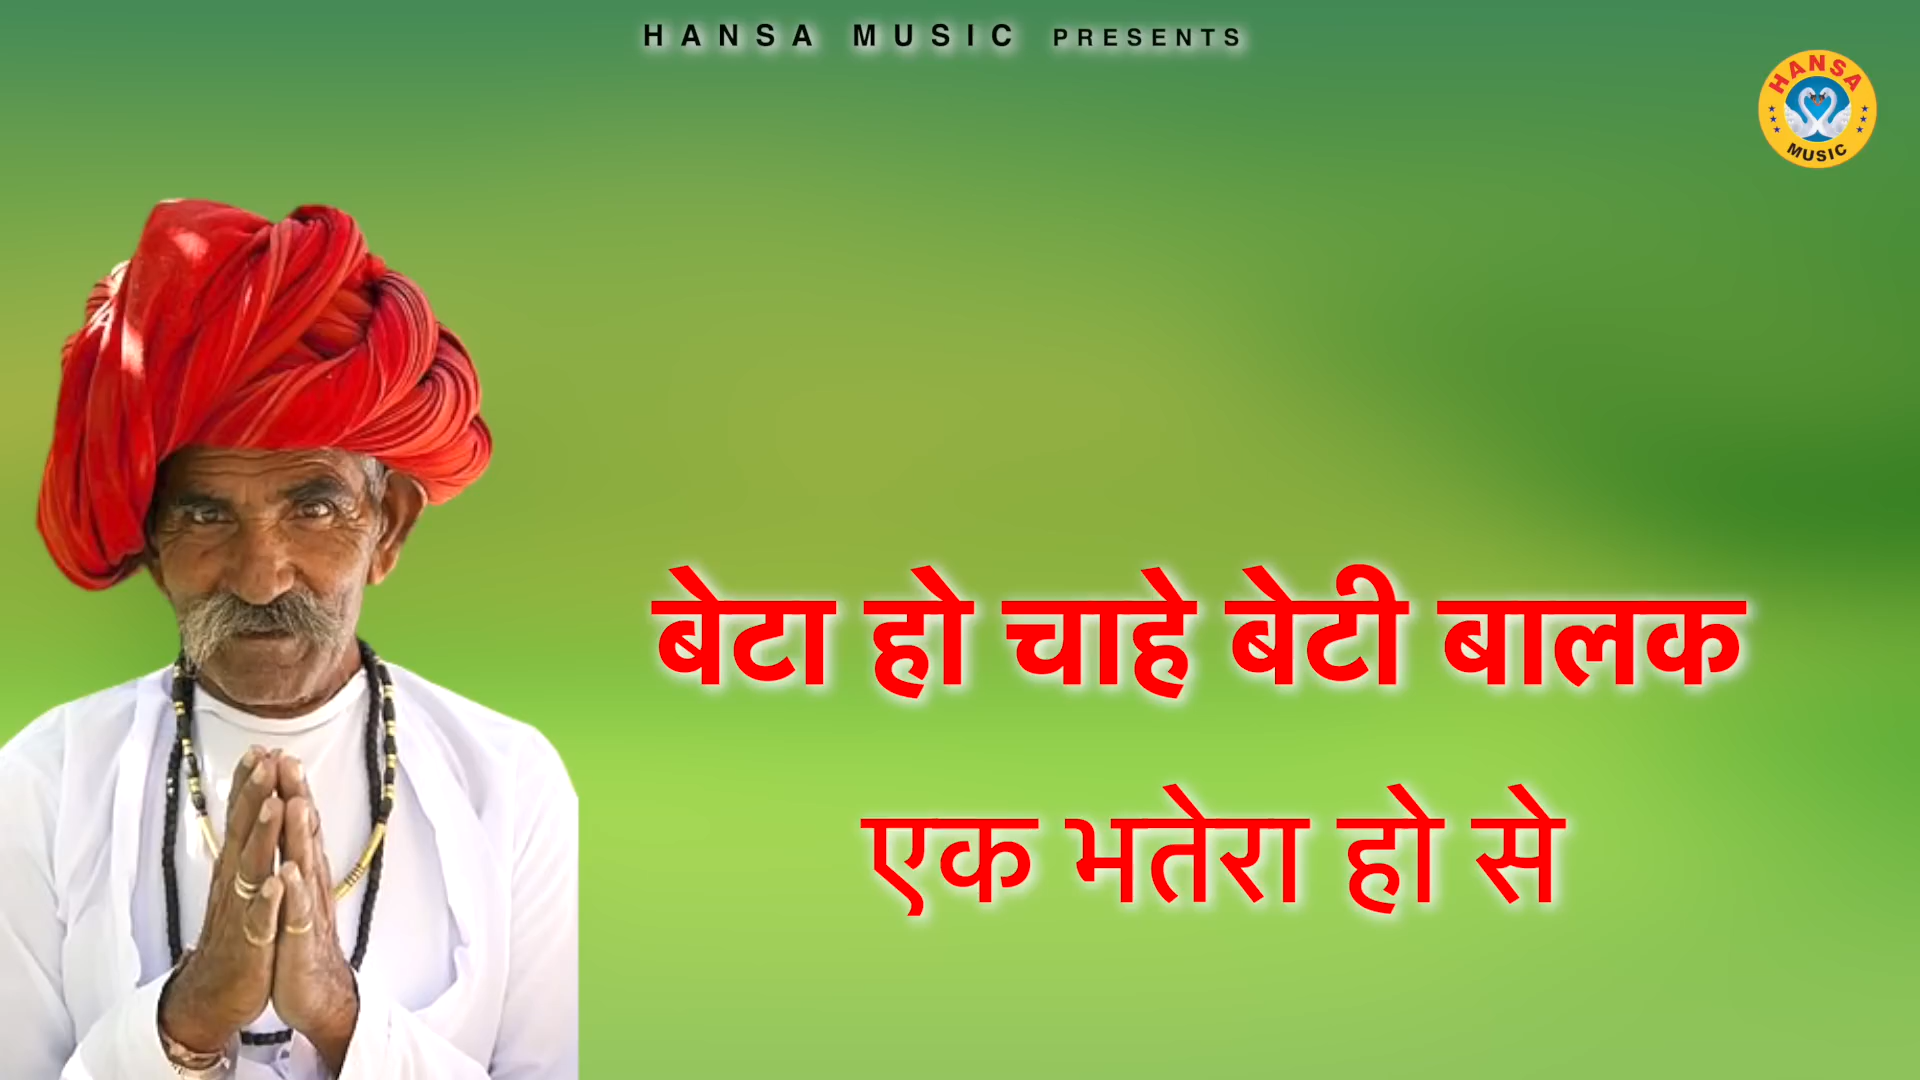 HANSA MUSIC PRESENTS
HANSA
MUSIC
बेटा हो चाहे बेटी बालक
एक भतेरा हो से